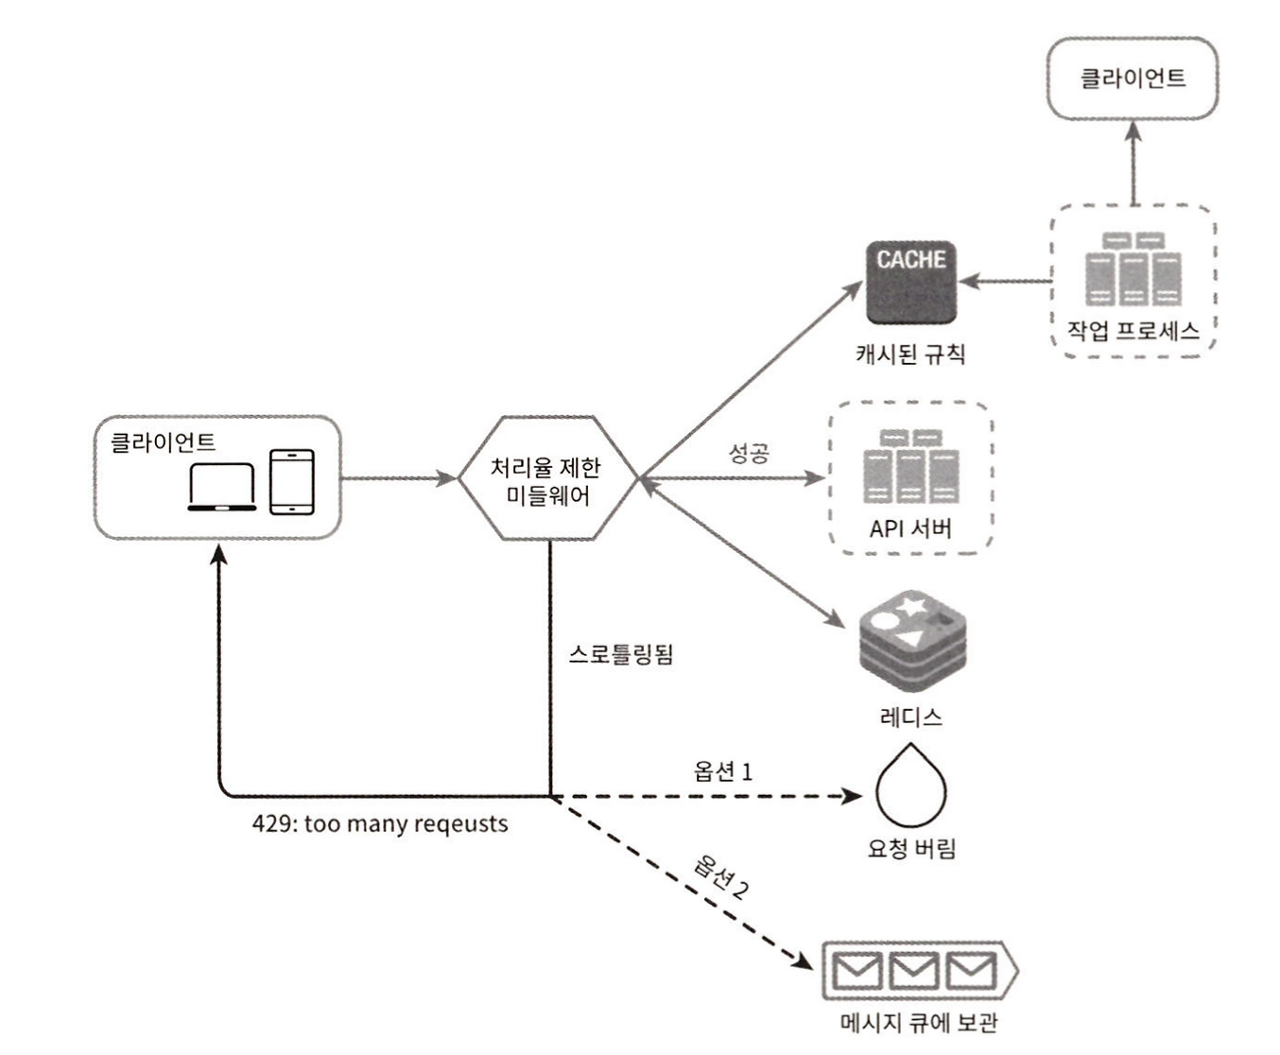 클라이언트
CACHE
캐시된 규칙
작업 프로세스
클라이언트
처리율 제한
미들웨어
성공
API 서버
스로틀링됨
레디스
옵션 1
429: too many reqeusts
요청 버림
옵션 2
메시지 큐에 보관